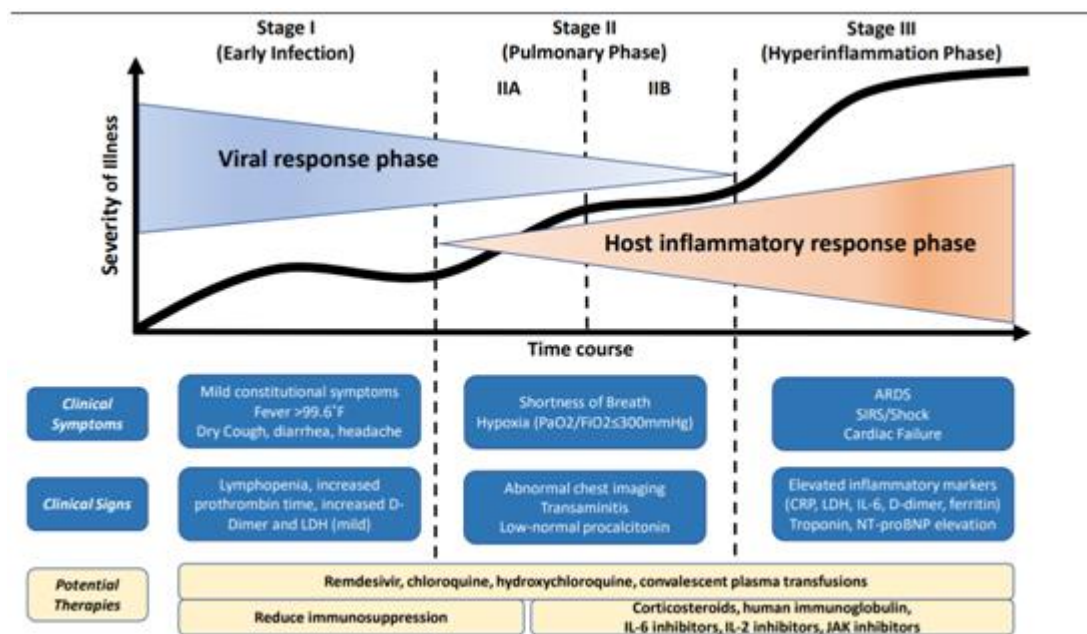 Stage I
(Early Infection)
Stage II
(Pulmonary Phase)
Stage III
(Hyperinflammation Phase)
IIA
IIB
Severity of Illness
Viral response phase
Host inflammatory response phase
Time course
Clinical
Symptoms
Mild constitutional symptoms
Fever >99.6°F
Dry Cough, diarrhea, headache
Shortness of Breath
Hypoxia (PaO2/FiO2≤300mmHg)
ARDS
SIRS/Shock
Cardiac Failure
Clinical Signs
Lymphopenia, increased
prothrombin time, increased D-
Dimer and LDH (mild)
Abnormal chest imaging
Transaminitis
Low-normal procalcitonin
Elevated inflammatory markers
(CRP, LDH, IL-6, D-dimer, ferritin)
Troponin, NT-proBNP elevation
Potential
Therapies
Remdesivir, chloroquine, hydroxychloroquine, convalescent plasma transfusions
Reduce immunosuppression
Corticosteroids, human immunoglobulin,
IL-6 inhibitors, IL-2 inhibitors, JAK inhibitors